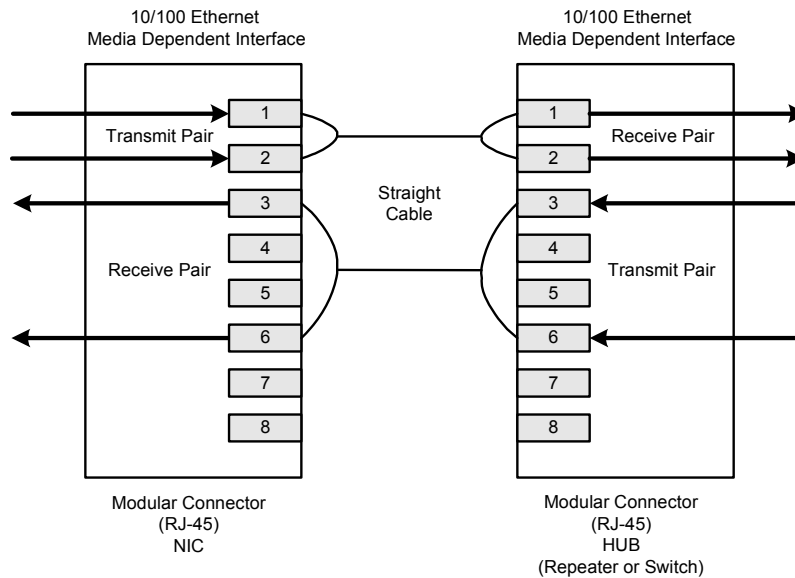 10/100 Ethernet
Media Dependent Interface
1
Transmit Pair
2
3
4
Receive Pair
5
6
7
8
Modular Connector
(RJ-45)
NIC
Straight
Cable
10/100 Ethernet
Media Dependent Interface
1
Receive Pair
2
3
4
Transmit Pair
5
6
7
8
Modular Connector
(RJ-45)
HUB
(Repeater or Switch)